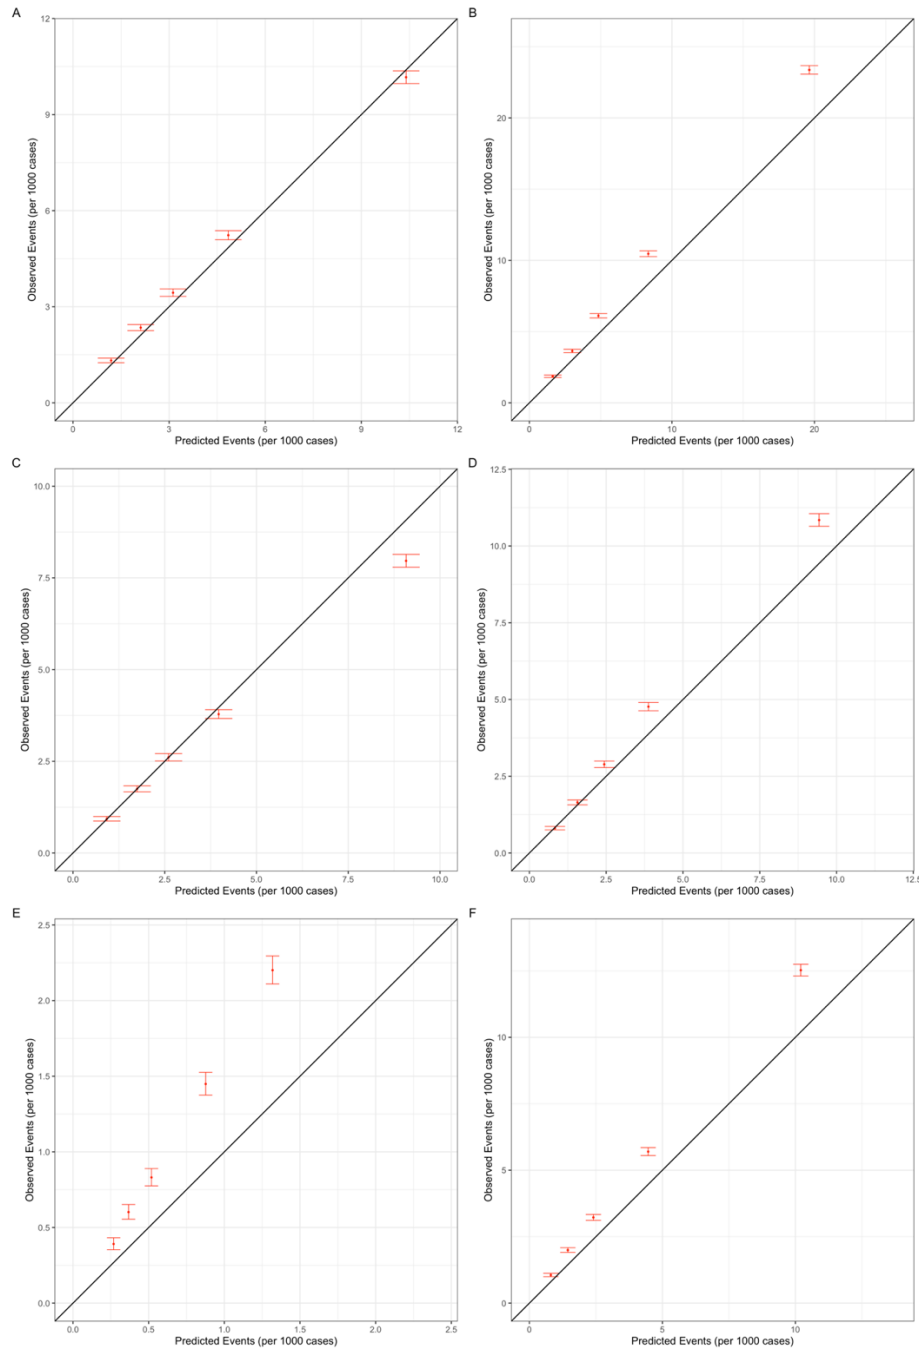 A
12
9
6
3
0
Observed Events (per 1000 cases)
0 3 6 9 12
Predicted Events (per 1000 cases)
B
20
10
0
Observed Events (per 1000 cases)
0 10 20
Predicted Events (per 1000 cases)
C
10.0
7.5
5.0
2.5
0.0
Observed Events (per 1000 cases)
0.0 2.5 5.0 7.5 10.0
Predicted Events (per 1000 cases)
D
12.5
10.0
7.5
5.0
2.5
0.0
Observed Events (per 1000 cases)
0.0 2.5 5.0 7.5 10.0 12.5
Predicted Events (per 1000 cases)
E
2.5
2.0
1.5
1.0
0.5
0.0
Observed Events (per 1000 cases)
0.0 0.5 1.0 1.5 2.0 2.5
Predicted Events (per 1000 cases)
F
10
5
0
Observed Events (per 1000 cases)
0 5 10
Predicted Events (per 1000 cases)